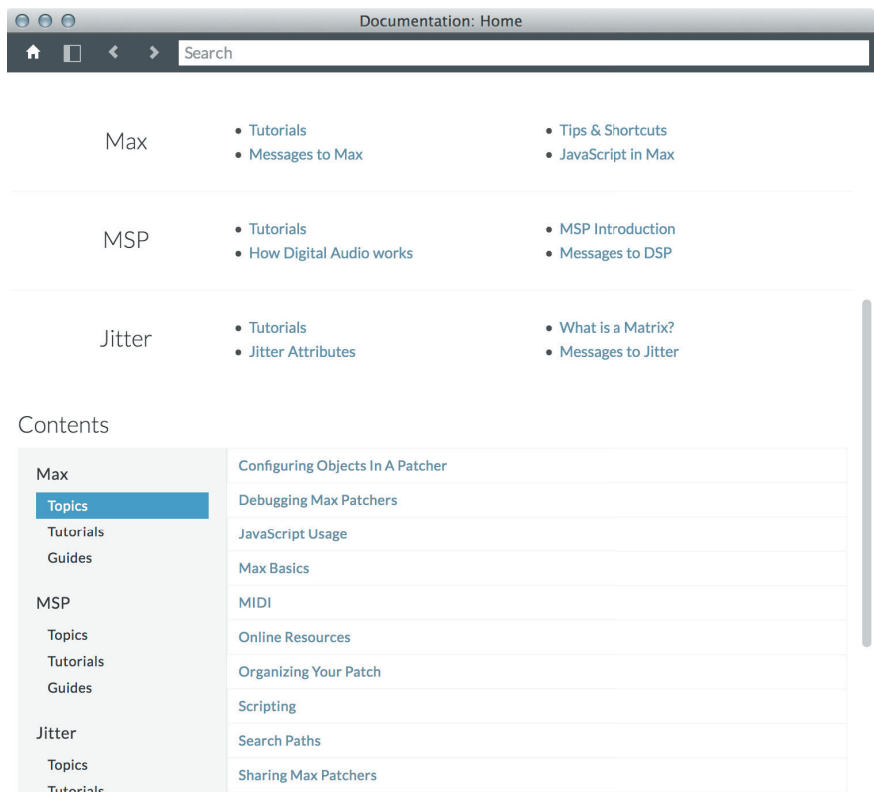 Documentation: Home
Search
Max
• Tutorials
• Messages to Max
• Tips & Shortcuts
• JavaScript in Max
MSP
• Tutorials
• How Digital Audio works
• MSP Introduction
• Messages to DSP
Jitter
• Tutorials
• Jitter Attributes
• What is a Matrix?
• Messages to Jitter
Contents
Max
Topics
Tutorials
Guides
MSP
Topics
Tutorials
Guides
Jitter
Topics
Tutorials
Configuring Objects In A Patcher
Debugging Max Patchers
JavaScript Usage
Max Basics
MIDI
Online Resources
Organizing Your Patch
Scripting
Search Paths
Sharing Max Patchers